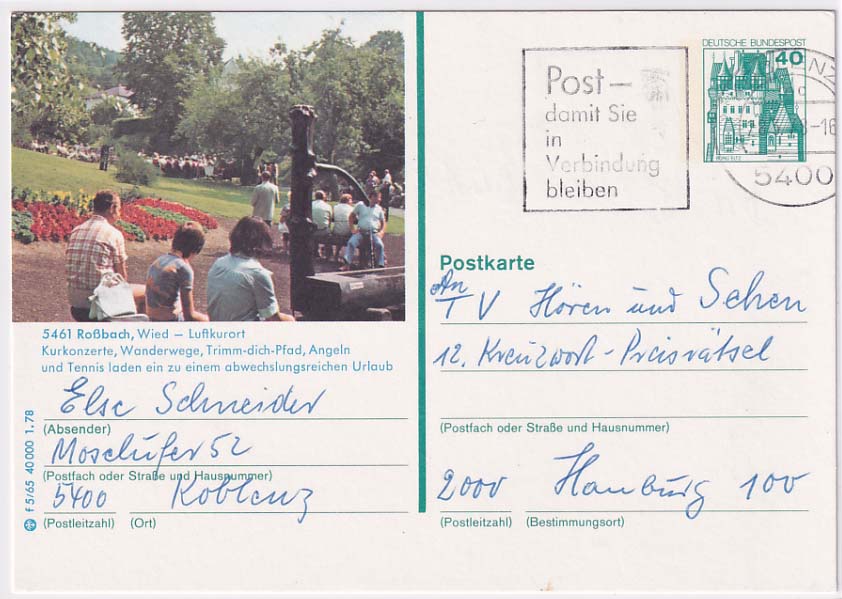 DEUTSCHE BUNDESPOST
40
BURG ELTZ
Post –
damit Sie
in
Verbindung
bleiben
5400
5461 Roßbach, Wied – Luftkurort
Kurkonzerte, Wanderwege, Trimm-dich-Pfad, Angeln
und Tennis laden ein zu einem abwechslungsreichen Urlaub
Else Schneider
(Absender)
Moselufer 52
(Postfach oder Straße und Hausnummer)
5400 Koblenz
(Postleitzahl) (Ort)
f 5/65 40 000 1.78
Postkarte
An
TV Hören und Sehen
12. Kreuzwort-Preisrätsel
(Postfach oder Straße und Hausnummer)
2000 Hamburg 100
(Postleitzahl) (Bestimmungsort)